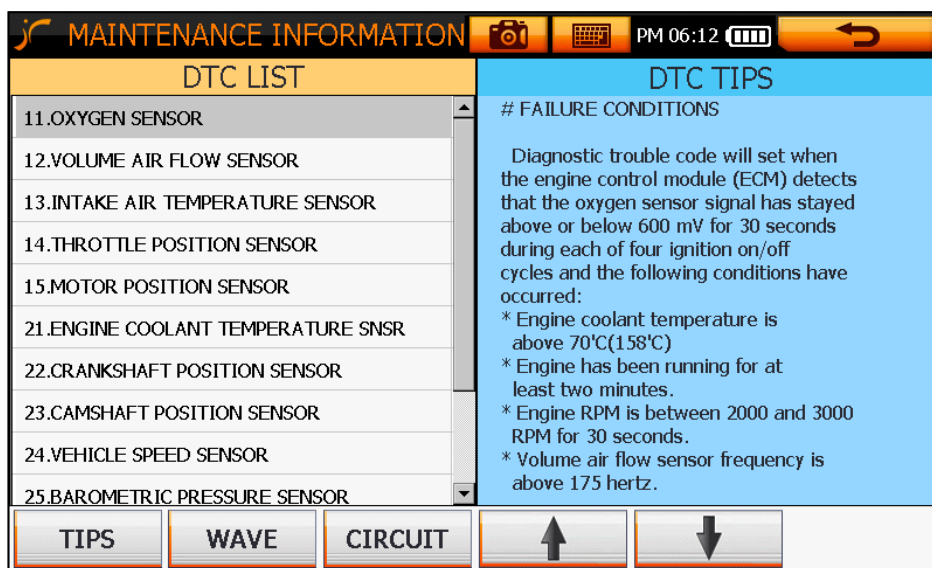 MAINTENANCE INFORMATION
PM 06:12
DTC LIST
DTC TIPS
11.OXYGEN SENSOR
12.VOLUME AIR FLOW SENSOR
13.INTAKE AIR TEMPERATURE SENSOR
14.THROTTLE POSITION SENSOR
15.MOTOR POSITION SENSOR
21.ENGINE COOLANT TEMPERATURE SNSR
22.CRANKSHAFT POSITION SENSOR
23.CAMSHAFT POSITION SENSOR
24.VEHICLE SPEED SENSOR
25.BAROMETRIC PRESSURE SENSOR
# FAILURE CONDITIONS
Diagnostic trouble code will set when
the engine control module (ECM) detects
that the oxygen sensor signal has stayed
above or below 600 mV for 30 seconds
during each of four ignition on/off
cycles and the following conditions have
occurred:
* Engine coolant temperature is
above 70'C(158'C)
* Engine has been running for at
least two minutes.
* Engine RPM is between 2000 and 3000
RPM for 30 seconds.
* Volume air flow sensor frequency is
above 175 hertz.
TIPS
WAVE
CIRCUIT